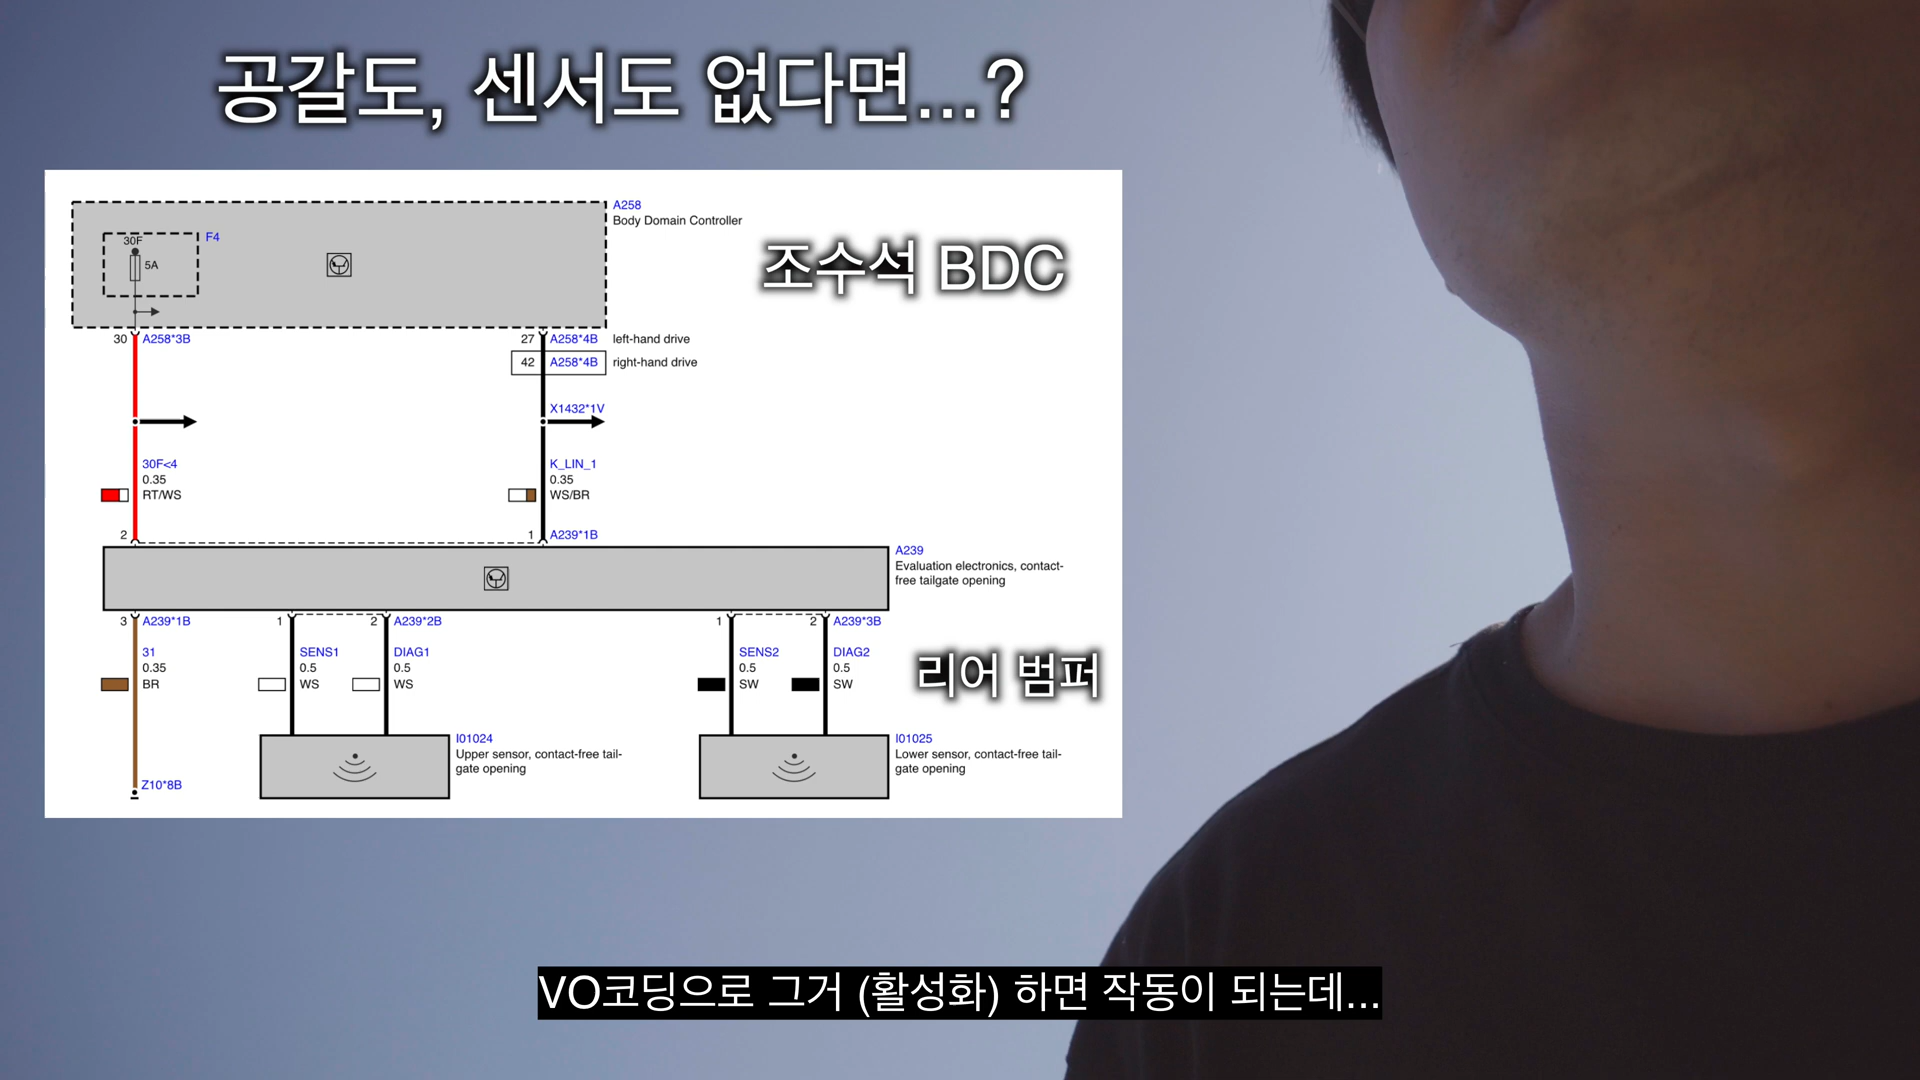 공갈도, 센서도 없다면...?
A258
Body Domain Controller
30F
F4
5A
조수석 BDC
30 A258*3B
27 A258*4B left-hand drive
42 A258*4B right-hand drive
X1432*1V
30F<4
0.35
RT/WS
K_LIN_1
0.35
WS/BR
2
1 A239*1B
A239
Evaluation electronics, contact-
free tailgate opening
3 A239*1B
1
2 A239*2B
1
2 A239*3B
31
0.35
BR
SENS1
0.5
WS
DIAG1
0.5
WS
SENS2
0.5
SW
DIAG2
0.5
SW
리어 범퍼
I01024
Upper sensor, contact-free tail-
gate opening
I01025
Lower sensor, contact-free tail-
gate opening
Z10*8B
VO코딩으로 그거 (활성화) 하면 작동이 되는데...